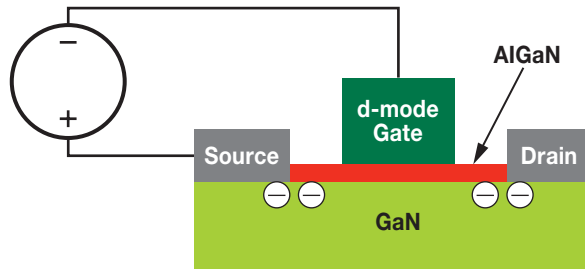 −
AlGaN
d-mode
Gate
+
Source
Drain
− − − −
GaN